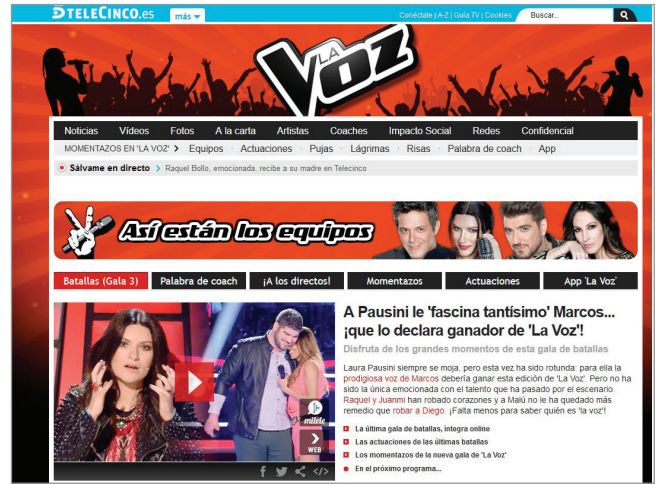 TELECINCO.es más Conéctate | A-Z | Guía TV | Cookies Buscar...
LA
VOZ
Noticias Vídeos Fotos A la carta Artistas Coaches Impacto Social Redes Confidencial
MOMENTAZOS EN 'LA VOZ' > Equipos · Actuaciones · Pujas · Lágrimas · Risas · Palabra de coach · App
Sálvame en directo > Raquel Bollo, emocionada, recibe a su madre en Telecinco
Así están los equipos
Batallas (Gala 3) Palabra de coach ¡A los directos! Momentazos Actuaciones App 'La Voz'
mitele
WEB
A Pausini le 'fascina tantísimo' Marcos...
¡que lo declara ganador de 'La Voz'!
Disfruta de los grandes momentos de esta gala de batallas
Laura Pausini siempre se moja, pero esta vez ha sido rotunda: para ella la
prodigiosa voz de Marcos debería ganar esta edición de 'La Voz'. Pero no ha
sido la única emocionada con el talento que ha pasado por el escenario.
Raquel y Juanmi han robado corazones y a Malú no le ha quedado más
remedio que robar a Diego. ¡Falta menos para saber quién es 'la voz'!
La última gala de batallas, íntegra online
Las actuaciones de las últimas batallas
Los momentazos de la nueva gala de 'La Voz'
En el próximo programa...